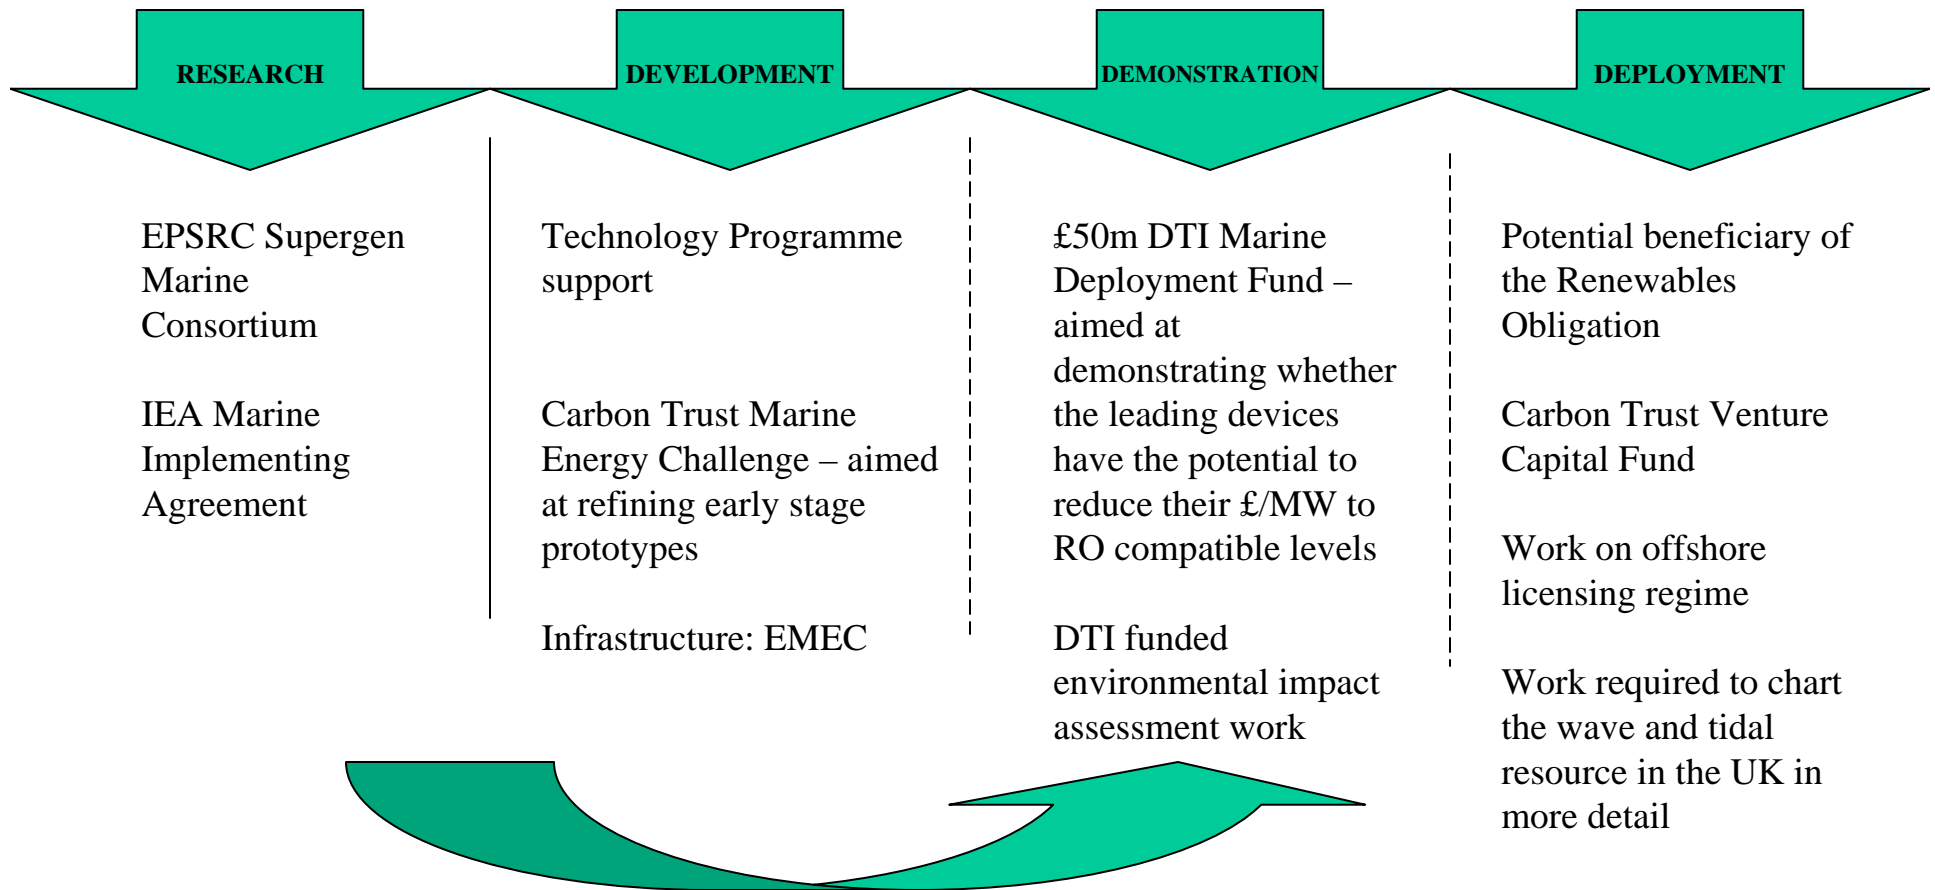 RESEARCH
DEVELOPMENT
DEMONSTRATION
DEPLOYMENT
EPSRC Supergen
Marine
Consortium
IEA Marine
Implementing
Agreement
Technology Programme
support
Carbon Trust Marine
Energy Challenge – aimed
at refining early stage
prototypes
Infrastructure: EMEC
£50m DTI Marine
Deployment Fund –
aimed at
demonstrating whether
the leading devices
have the potential to
reduce their £/MW to
RO compatible levels
DTI funded
environmental impact
assessment work
Potential beneficiary of
the Renewables
Obligation
Carbon Trust Venture
Capital Fund
Work on offshore
licensing regime
Work required to chart
the wave and tidal
resource in the UK in
more detail